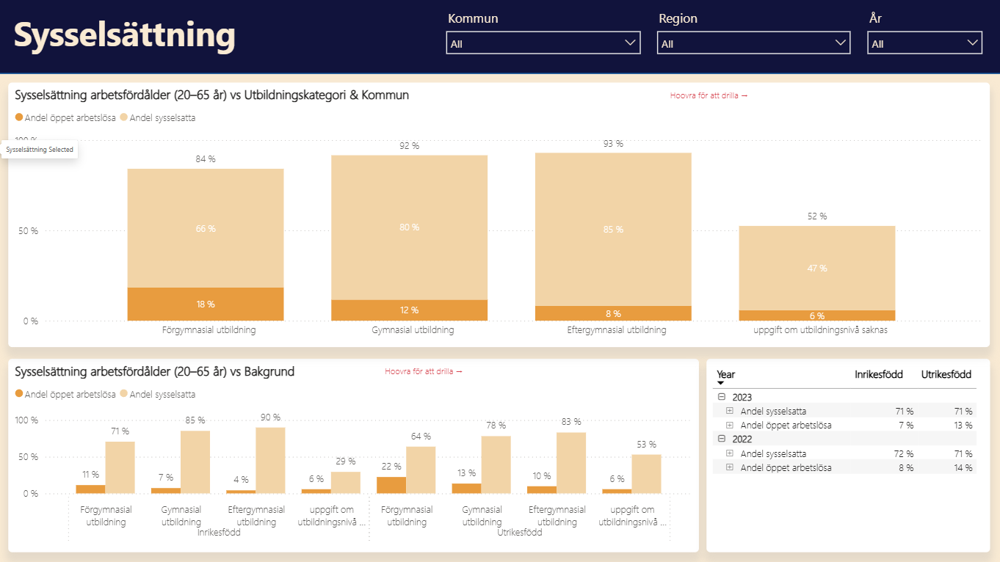 Sysselsättning
Kommun
All
Region
All
År
All
Sysselsättning arbetsfördålder (20–65 år) vs Utbildningskategori & Kommun
Hoovra för att drilla →
Andel öppet arbetslösa Andel sysselsatta
100 %
Sysselsättning Selected
50 %
0 %
84 %
92 %
93 %
52 %
66 %
80 %
85 %
47 %
18 %
12 %
8 %
6 %
Förgymnasial utbildning
Gymnasial utbildning
Eftergymnasial utbildning
uppgift om utbildningsnivå saknas
Sysselsättning arbetsfördålder (20–65 år) vs Bakgrund
Hoovra för att drilla →
Andel öppet arbetslösa Andel sysselsatta
100 %
50 %
0 %
11 %
71 %
7 %
85 %
4 %
90 %
6 %
29 %
22 %
64 %
13 %
78 %
10 %
83 %
6 %
53 %
Förgymnasial
utbildning
Gymnasial
utbildning
Eftergymnasial
utbildning
uppgift om
utbildningsnivå ...
Förgymnasial
utbildning
Gymnasial
utbildning
Eftergymnasial
utbildning
uppgift om
utbildningsnivå ...
Inrikesfödd
Utrikesfödd
Year Inrikesfödd Utrikesfödd
2023
Andel sysselsatta 71 % 71 %
Andel öppet arbetslösa 7 % 13 %
2022
Andel sysselsatta 72 % 71 %
Andel öppet arbetslösa 8 % 14 %